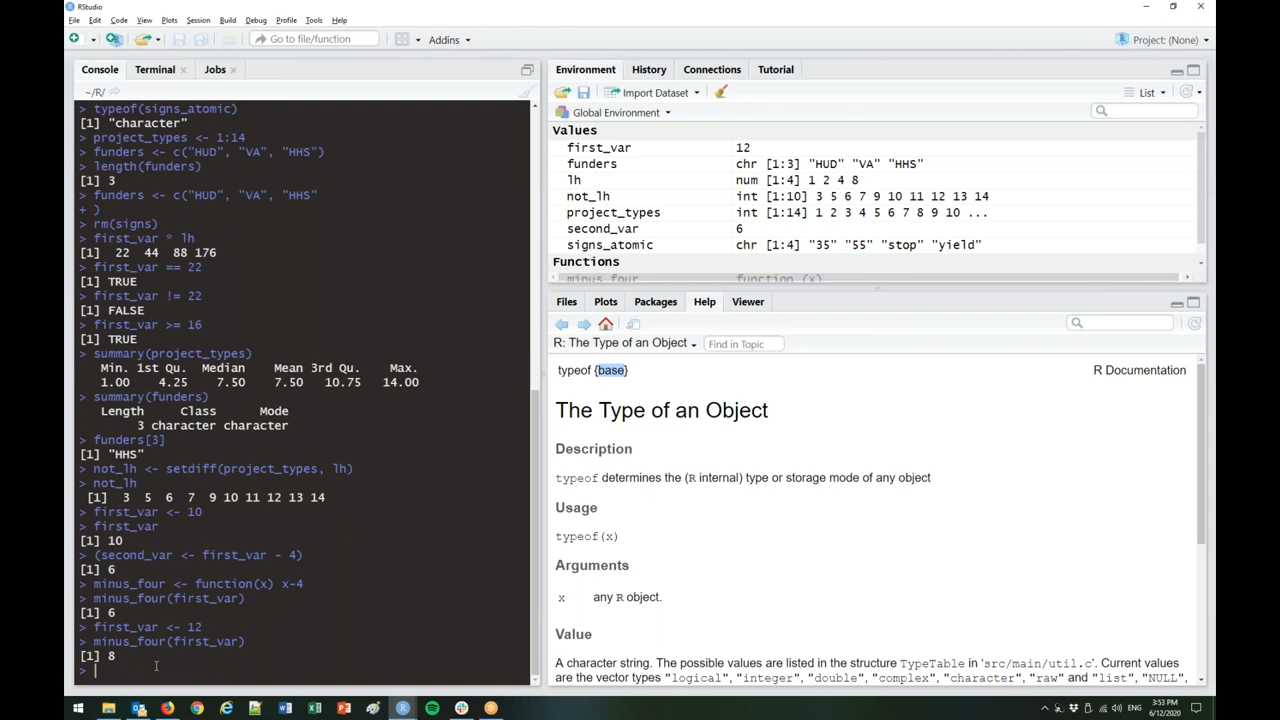 RStudio
File Edit Code View Plots Session Build Debug Profile Tools Help
Go to file/function
Addins
Project: (None)
Console Terminal Jobs
~/R/
> typeof(signs_atomic)
[1] "character"
> project_types <- 1:14
> funders <- c("HUD", "VA", "HHS")
> length(funders)
[1] 3
> funders <- c("HUD", "VA", "HHS"
+ )
> rm(signs)
> first_var * lh
[1]  22  44  88 176
> first_var == 22
[1] TRUE
> first_var != 22
[1] FALSE
> first_var >= 16
[1] TRUE
> summary(project_types)
Min. 1st Qu. Median Mean 3rd Qu. Max.
1.00 4.25 7.50 7.50 10.75 14.00
> summary(funders)
Length Class Mode
3 character character
> funders[3]
[1] "HHS"
> not_lh <- setdiff(project_types, lh)
> not_lh
[1]  3  5  6  7  9 10 11 12 13 14
> first_var <- 10
> first_var
[1] 10
> (second_var <- first_var - 4)
[1] 6
> minus_four <- function(x) x-4
> minus_four(first_var)
[1] 6
> first_var <- 12
> minus_four(first_var)
[1] 8
>
Environment History Connections Tutorial
Import Dataset
List
Global Environment
Values
first_var 12
funders chr [1:3] "HUD" "VA" "HHS"
lh num [1:4] 1 2 4 8
not_lh int [1:10] 3 5 6 7 9 10 11 12 13 14
project_types int [1:14] 1 2 3 4 5 6 7 8 9 10 ...
second_var 6
signs_atomic chr [1:4] "35" "55" "stop" "yield"
Functions
minus_four function (x)
Files Plots Packages Help Viewer
R: The Type of an Object
Find in Topic
typeof {base}
R Documentation
The Type of an Object
Description
typeof determines the (R internal) type or storage mode of any object
Usage
typeof(x)
Arguments
x any R object.
Value
A character string. The possible values are listed in the structure TypeTable in ‘src/main/util.c’. Current values
are the vector types "logical", "integer", "double", "complex", "character", "raw" and "list", "NULL",
ENG
3:53 PM
6/12/2020